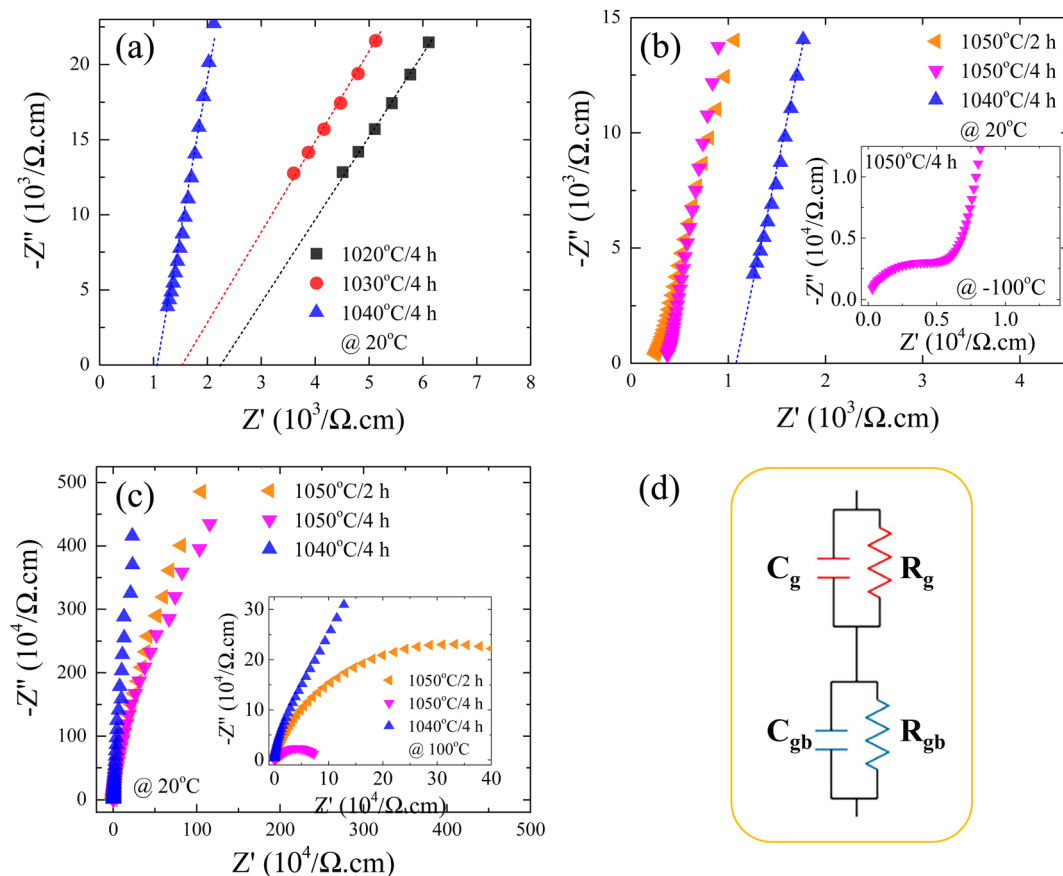 (a)
-Z'' (10³/Ω.cm)
20
15
10
5
0
0 1 2 3 4 5 6 7 8
Z' (10³/Ω.cm)
1020°C/4 h
1030°C/4 h
1040°C/4 h
@ 20°C
(b)
-Z'' (10³/Ω.cm)
15
10
5
0
0 1 2 3 4
Z' (10³/Ω.cm)
1050°C/2 h
1050°C/4 h
1040°C/4 h
@ 20°C
1050°C/4 h
-Z'' (10⁴/Ω.cm)
1.0
0.5
0.0
0.0 0.5 1.0
Z' (10⁴/Ω.cm)
@ -100°C
(c)
-Z'' (10⁴/Ω.cm)
500
400
300
200
100
0
0 100 200 300 400 500
Z' (10⁴/Ω.cm)
1050°C/2 h
1050°C/4 h
1040°C/4 h
@ 20°C
-Z'' (10⁴/Ω.cm)
30
20
10
0
0 10 20 30 40
Z' (10⁴/Ω.cm)
1050°C/2 h
1050°C/4 h
1040°C/4 h
@ 100°C
(d)
Cg Rg
Cgb Rgb